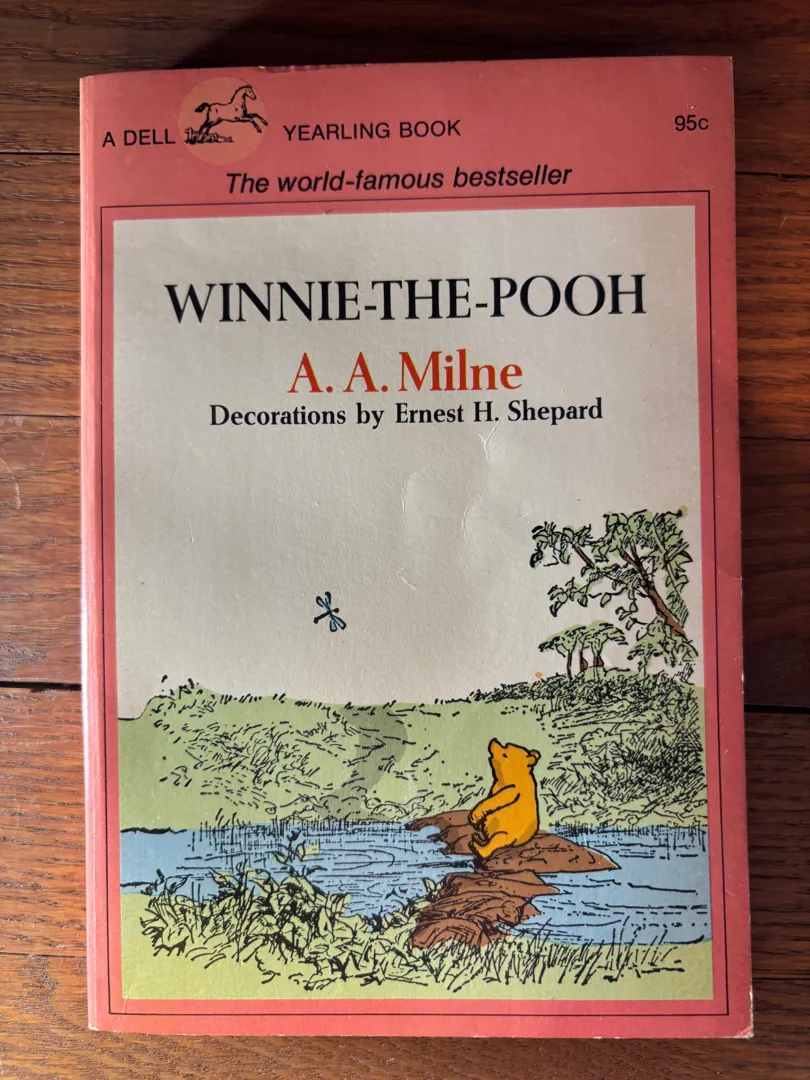 A DELL YEARLING BOOK 95c
The world-famous bestseller
WINNIE-THE-POOH
A. A. Milne
Decorations by Ernest H. Shepard